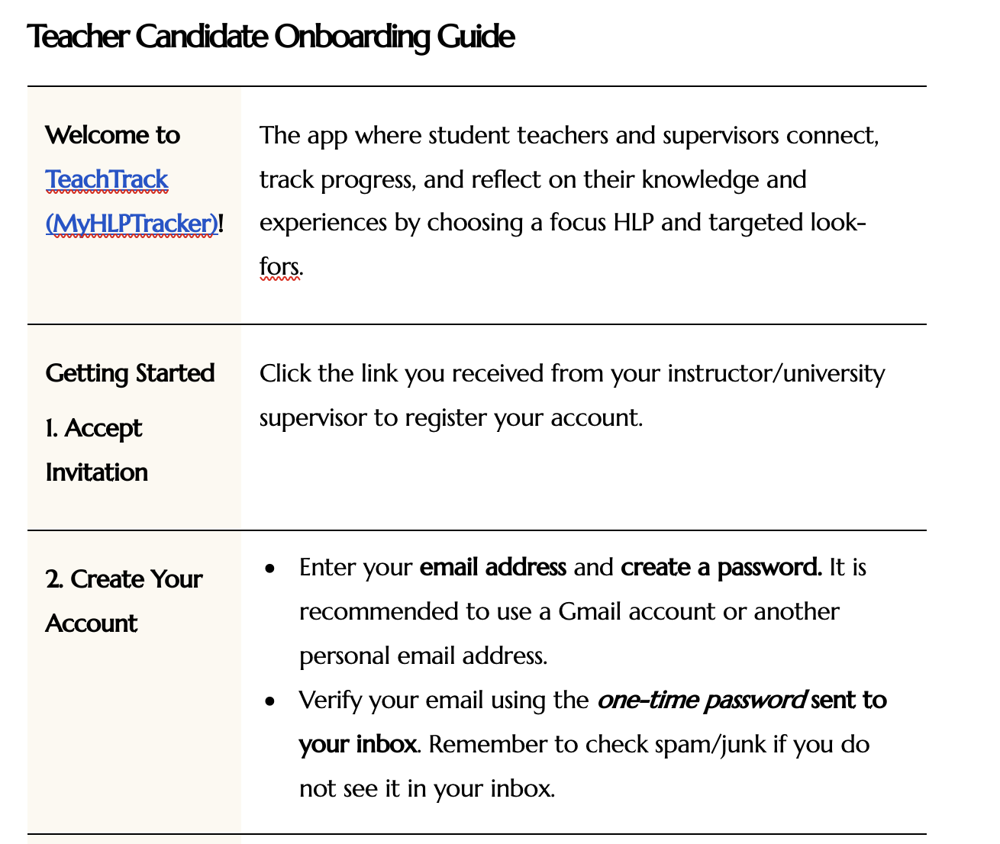 Teacher Candidate Onboarding Guide
Welcome to
TeachTrack
(MyHLPTracker)!
The app where student teachers and supervisors connect,
track progress, and reflect on their knowledge and
experiences by choosing a focus HLP and targeted look-
fors.
Getting Started
1. Accept
Invitation
Click the link you received from your instructor/university
supervisor to register your account.
2. Create Your
Account
• Enter your email address and create a password. It is
recommended to use a Gmail account or another
personal email address.
• Verify your email using the one-time password sent to
your inbox. Remember to check spam/junk if you do
not see it in your inbox.